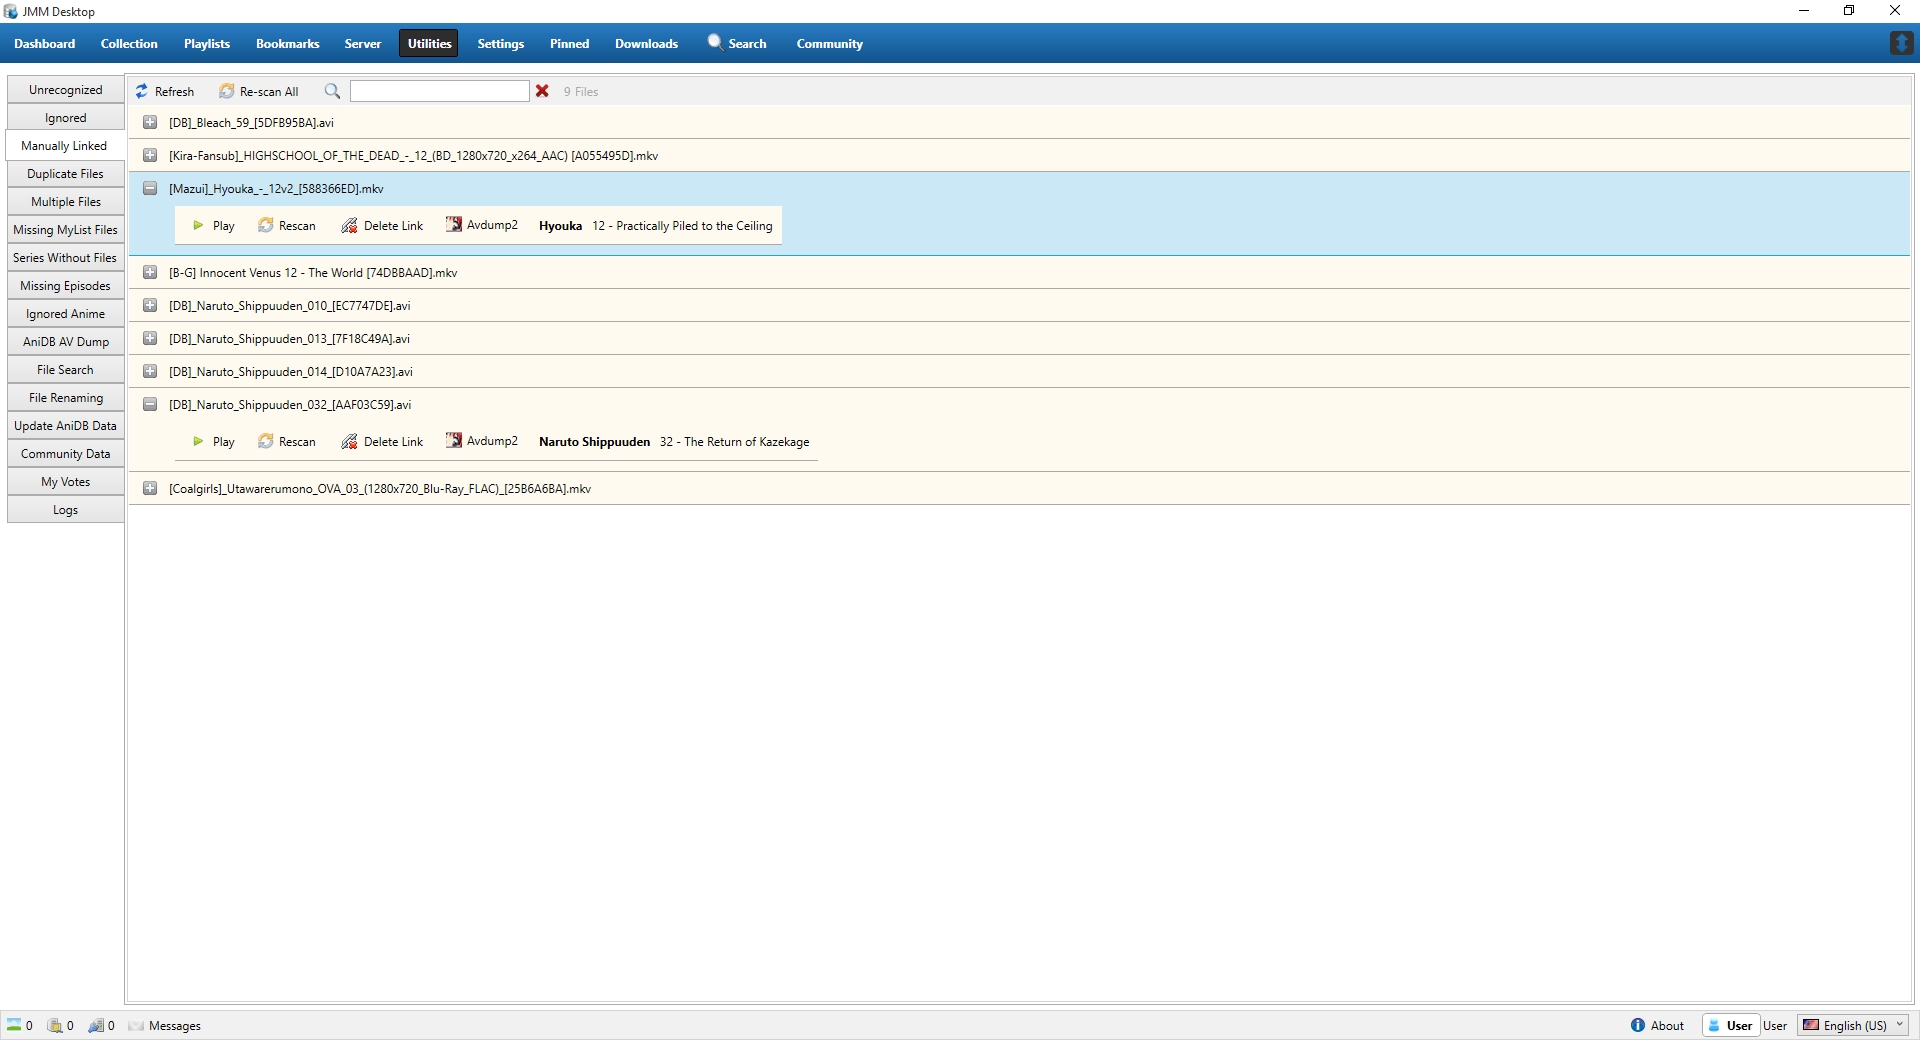 JMM Desktop
Dashboard Collection Playlists Bookmarks Server Utilities Settings Pinned Downloads Search Community
Unrecognized
Ignored
Manually Linked
Duplicate Files
Multiple Files
Missing MyList Files
Series Without Files
Missing Episodes
Ignored Anime
AniDB AV Dump
File Search
File Renaming
Update AniDB Data
Community Data
My Votes
Logs
Refresh Re-scan All 9 Files
[DB]_Bleach_59_[5DFB95BA].avi
[Kira-Fansub]_HIGHSCHOOL_OF_THE_DEAD_-_12_(BD_1280x720_x264_AAC) [A055495D].mkv
[Mazui]_Hyouka_-_12v2_[588366ED].mkv
Play Rescan Delete Link Avdump2 Hyouka 12 - Practically Piled to the Ceiling
[B-G] Innocent Venus 12 - The World [74DBBAAD].mkv
[DB]_Naruto_Shippuuden_010_[EC7747DE].avi
[DB]_Naruto_Shippuuden_013_[7F18C49A].avi
[DB]_Naruto_Shippuuden_014_[D10A7A23].avi
[DB]_Naruto_Shippuuden_032_[AAF03C59].avi
Play Rescan Delete Link Avdump2 Naruto Shippuuden 32 - The Return of Kazekage
[Coalgirls]_Utawarerumono_OVA_03_(1280x720_Blu-Ray_FLAC)_[25B6A6BA].mkv
0 0 0 Messages About User User English (US)